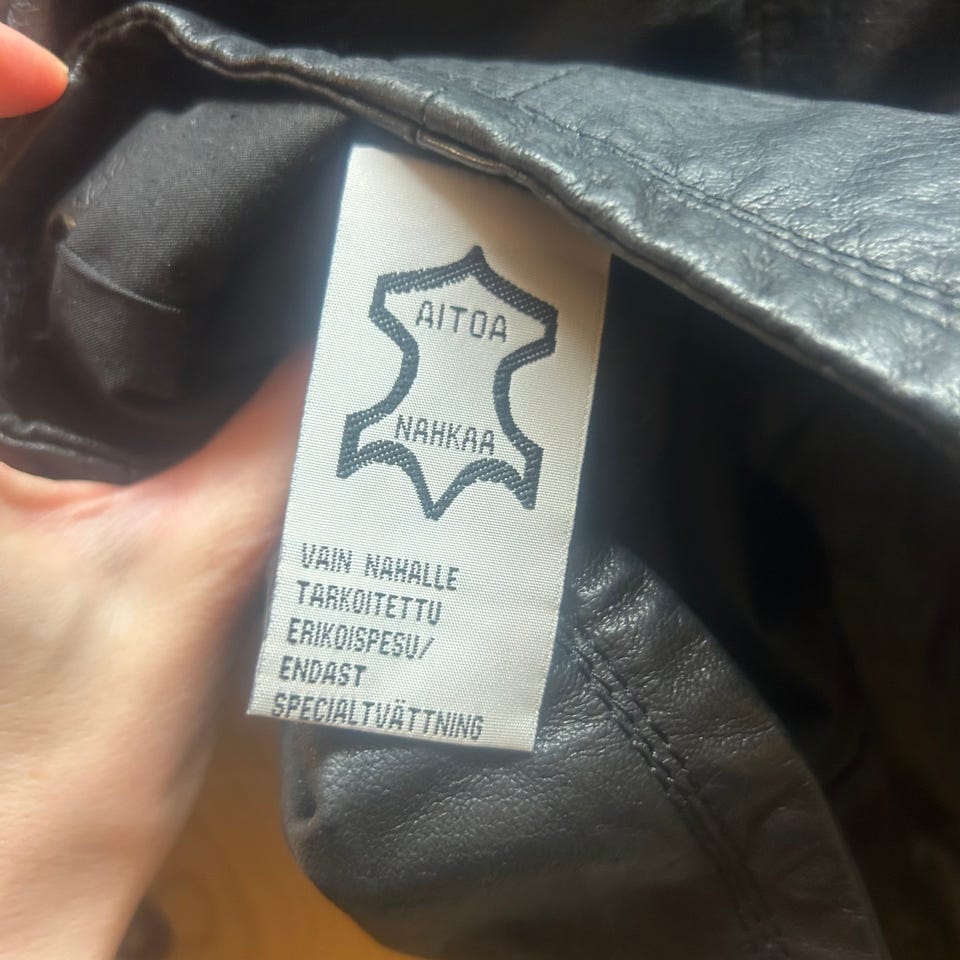 AITOA
NAHKAA
VAIN NAHALLE
TARKOITETTU
ERIKOISPESU/
ENDAST
SPECIALTVÄTTNING